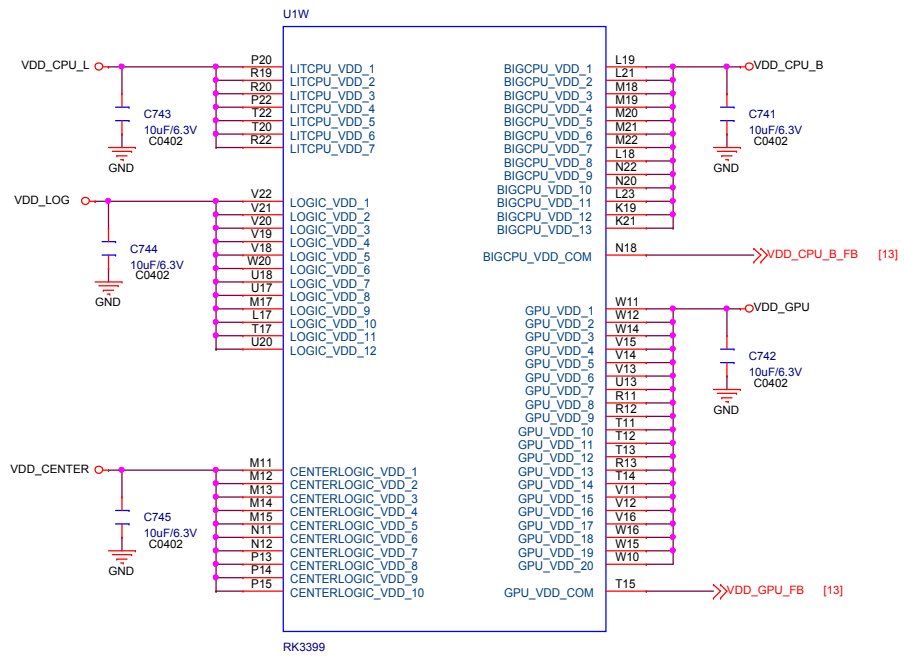 U1W
VDD_CPU_L
C743
10uF/6.3V
C0402
GND
P20 LITCPU_VDD_1
R19 LITCPU_VDD_2
R20 LITCPU_VDD_3
P22 LITCPU_VDD_4
T22 LITCPU_VDD_5
T20 LITCPU_VDD_6
R22 LITCPU_VDD_7
VDD_LOG
C744
10uF/6.3V
C0402
GND
V22 LOGIC_VDD_1
V21 LOGIC_VDD_2
V20 LOGIC_VDD_3
V19 LOGIC_VDD_4
V18 LOGIC_VDD_5
W20 LOGIC_VDD_6
U18 LOGIC_VDD_7
U17 LOGIC_VDD_8
M17 LOGIC_VDD_9
L17 LOGIC_VDD_10
T17 LOGIC_VDD_11
U20 LOGIC_VDD_12
VDD_CENTER
C745
10uF/6.3V
C0402
GND
M11 CENTERLOGIC_VDD_1
M12 CENTERLOGIC_VDD_2
M13 CENTERLOGIC_VDD_3
M14 CENTERLOGIC_VDD_4
M15 CENTERLOGIC_VDD_5
N11 CENTERLOGIC_VDD_6
N12 CENTERLOGIC_VDD_7
P13 CENTERLOGIC_VDD_8
P14 CENTERLOGIC_VDD_9
P15 CENTERLOGIC_VDD_10
BIGCPU_VDD_1 L19
BIGCPU_VDD_2 L21
BIGCPU_VDD_3 M18
BIGCPU_VDD_4 M19
BIGCPU_VDD_5 M20
BIGCPU_VDD_6 M21
BIGCPU_VDD_7 M22
BIGCPU_VDD_8 L18
BIGCPU_VDD_9 N22
BIGCPU_VDD_10 N20
BIGCPU_VDD_11 L23
BIGCPU_VDD_12 K19
BIGCPU_VDD_13 K21
VDD_CPU_B
C741
10uF/6.3V
C0402
GND
BIGCPU_VDD_COM N18 VDD_CPU_B_FB [13]
GPU_VDD_1 W11
GPU_VDD_2 W12
GPU_VDD_3 W14
GPU_VDD_4 V15
GPU_VDD_5 V14
GPU_VDD_6 V13
GPU_VDD_7 U13
GPU_VDD_8 R11
GPU_VDD_9 R12
GPU_VDD_10 T11
GPU_VDD_11 T12
GPU_VDD_12 T13
GPU_VDD_13 R13
GPU_VDD_14 T14
GPU_VDD_15 V11
GPU_VDD_16 V12
GPU_VDD_17 V16
GPU_VDD_18 W16
GPU_VDD_19 W15
GPU_VDD_20 W10
VDD_GPU
C742
10uF/6.3V
C0402
GND
GPU_VDD_COM T15 VDD_GPU_FB [13]
RK3399